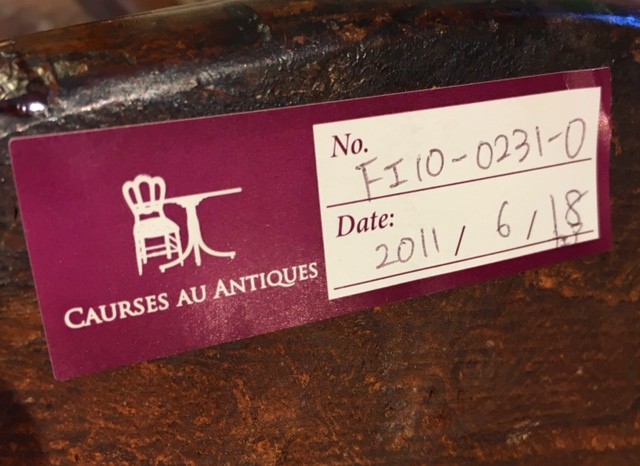 No.
FI10-0231-0
Date:
2011 / 6 / 18
CAURSES AU ANTIQUES